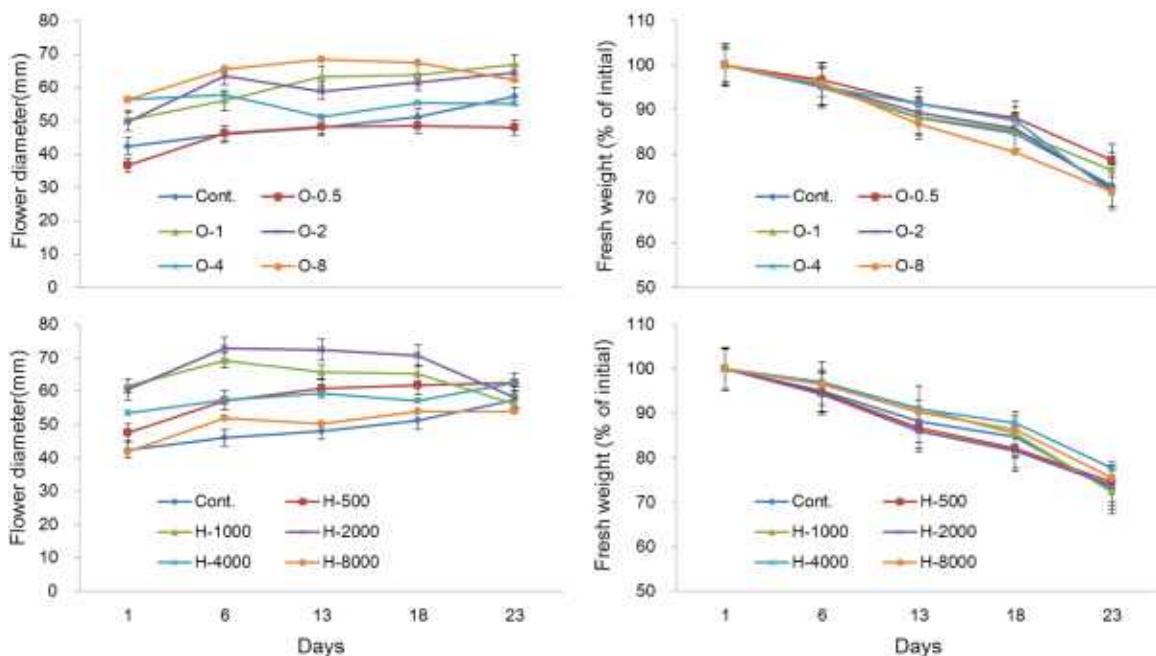 Flower diameter(mm)
80
70
60
50
40
30
20
10
0
Cont. O-0.5
O-1 O-2
O-4 O-8
Fresh weight (% of initial)
110
100
90
80
70
60
50
Cont. O-0.5
O-1 O-2
O-4 O-8
Flower diameter(mm)
80
70
60
50
40
30
20
10
0
Cont. H-500
H-1000 H-2000
H-4000 H-8000
1 6 13 18 23
Days
Fresh weight (% of initial)
110
100
90
80
70
60
50
Cont. H-500
H-1000 H-2000
H-4000 H-8000
1 6 13 18 23
Days